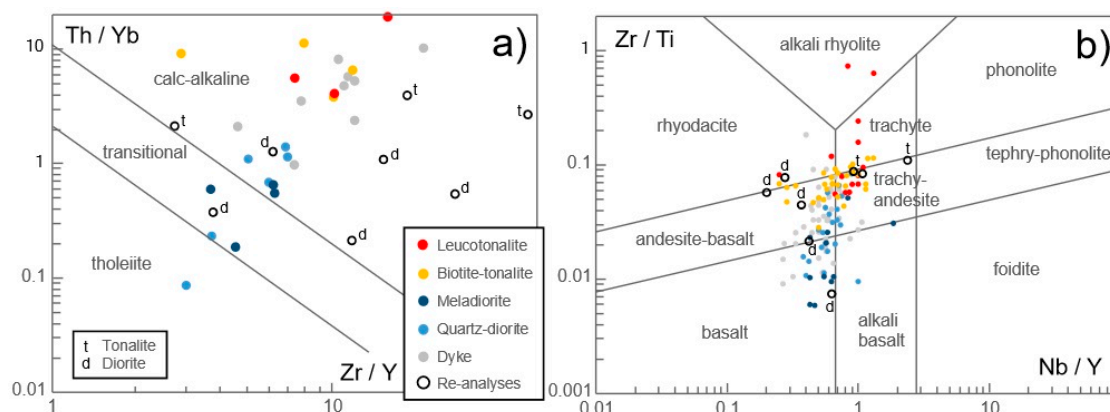 Th / Yb
a)
10
calc-alkaline
t
t
t
transitional
d
d
1
d
d
tholeiite
d
0.1
t Tonalite
d Diorite
Zr / Y
Leucotonalite
Biotite-tonalite
Meladiorite
Quartz-diorite
Dyke
Re-analyses
0.01
1
10
Zr / Ti
b)
1
alkali rhyolite
phonolite
rhyodacite
trachyte
0.1
d
t
t
tephry-phonolite
d
trachy-
andesite
andesite-basalt
d
0.01
foidite
d
basalt
alkali
basalt
Nb / Y
0.001
0.01
0.1
1
10